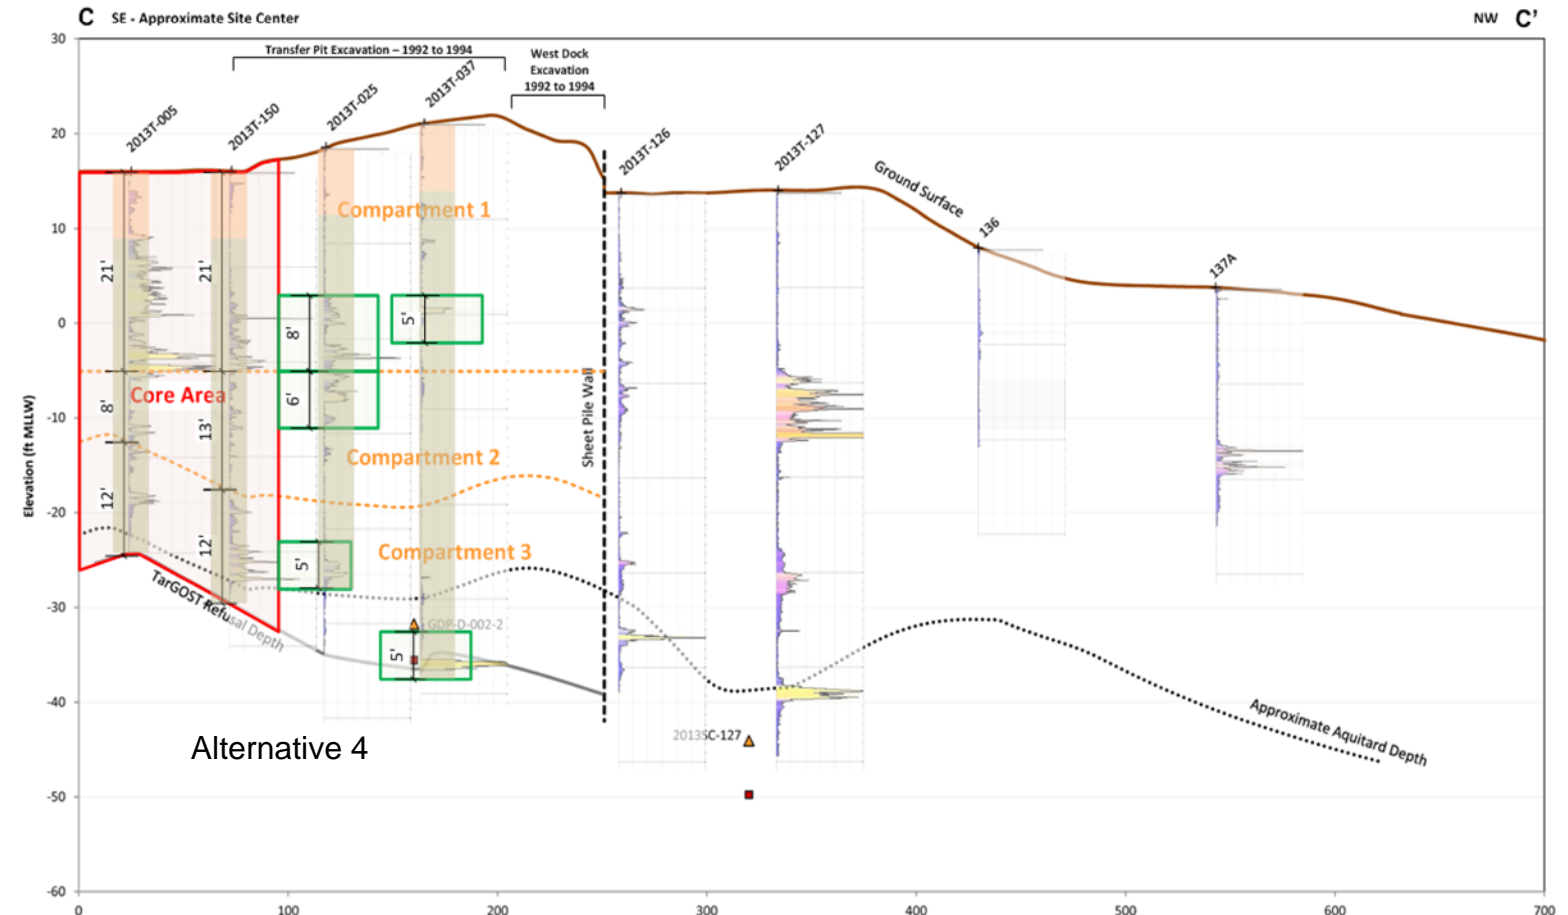 C SE - Approximate Site Center
NW C’
Transfer Pit Excavation – 1992 to 1994
West Dock
Excavation
1992 to 1994
2013T-005
2013T-150
2013T-025
2013T-037
2013T-126
2013T-127
Ground Surface
136
137A
Compartment 1
21'
21'
8'
5'
Core Area
8'
13'
6'
Compartment 2
Sheet Pile Wall
12'
12'
5'
Compartment 3
TarGOST Refusal Depth
GDP-D-002-2
5'
2013SC-127
Approximate Aquitard Depth
Alternative 4
Elevation (ft MLLW)
30
20
10
0
-10
-20
-30
-40
-50
-60
0 100 200 300 400 500 600 700